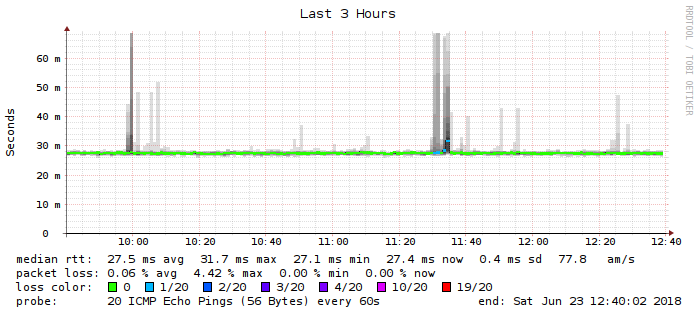 Last 3 Hours
RRDTOOL / TOBI OETIKER
Seconds
60 m
50 m
40 m
30 m
20 m
10 m
0
10:00 10:20 10:40 11:00 11:20 11:40 12:00 12:20 12:40
median rtt: 27.5 ms avg 31.7 ms max 27.1 ms min 27.4 ms now 0.4 ms sd 77.8 am/s
packet loss: 0.06 % avg 4.42 % max 0.00 % min 0.00 % now
loss color: 0 1/20 2/20 3/20 4/20 10/20 19/20
probe: 20 ICMP Echo Pings (56 Bytes) every 60s end: Sat Jun 23 12:40:02 2018